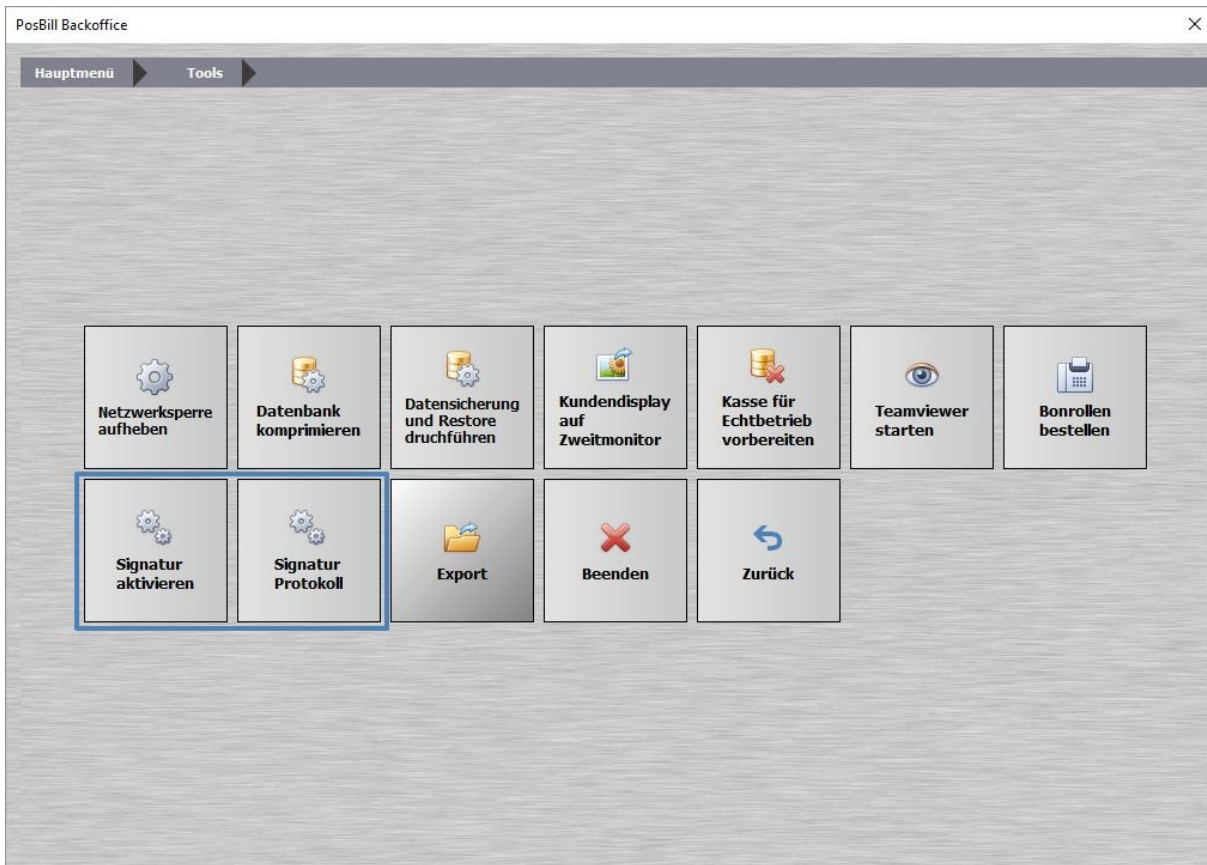 PosBill Backoffice
Hauptmenü
Tools
Netzwerksperre
aufheben
Datenbank
komprimieren
Datensicherung
und Restore
druchführen
Kundendisplay
auf
Zweitmonitor
Kasse für
Echtbetrieb
vorbereiten
Teamviewer
starten
Bonrollen
bestellen
Signatur
aktivieren
Signatur
Protokoll
Export
Beenden
Zurück